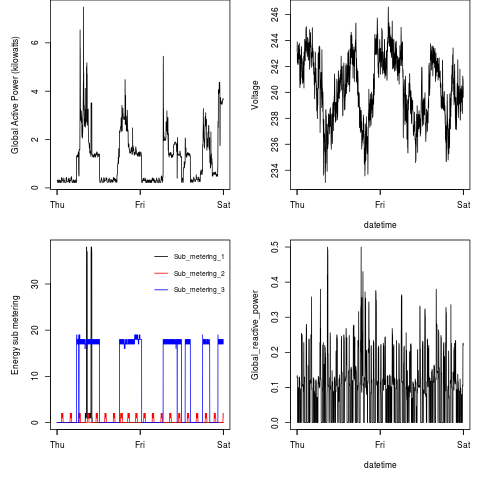 Global Active Power (kilowatts)
6
4
2
0
Thu
Fri
Sat
Voltage
246
244
242
240
238
236
234
Thu
Fri
Sat
datetime
Energy sub metering
30
20
10
0
Sub_metering_1
Sub_metering_2
Sub_metering_3
Thu
Fri
Sat
Global_reactive_power
0.5
0.4
0.3
0.2
0.1
0.0
Thu
Fri
Sat
datetime